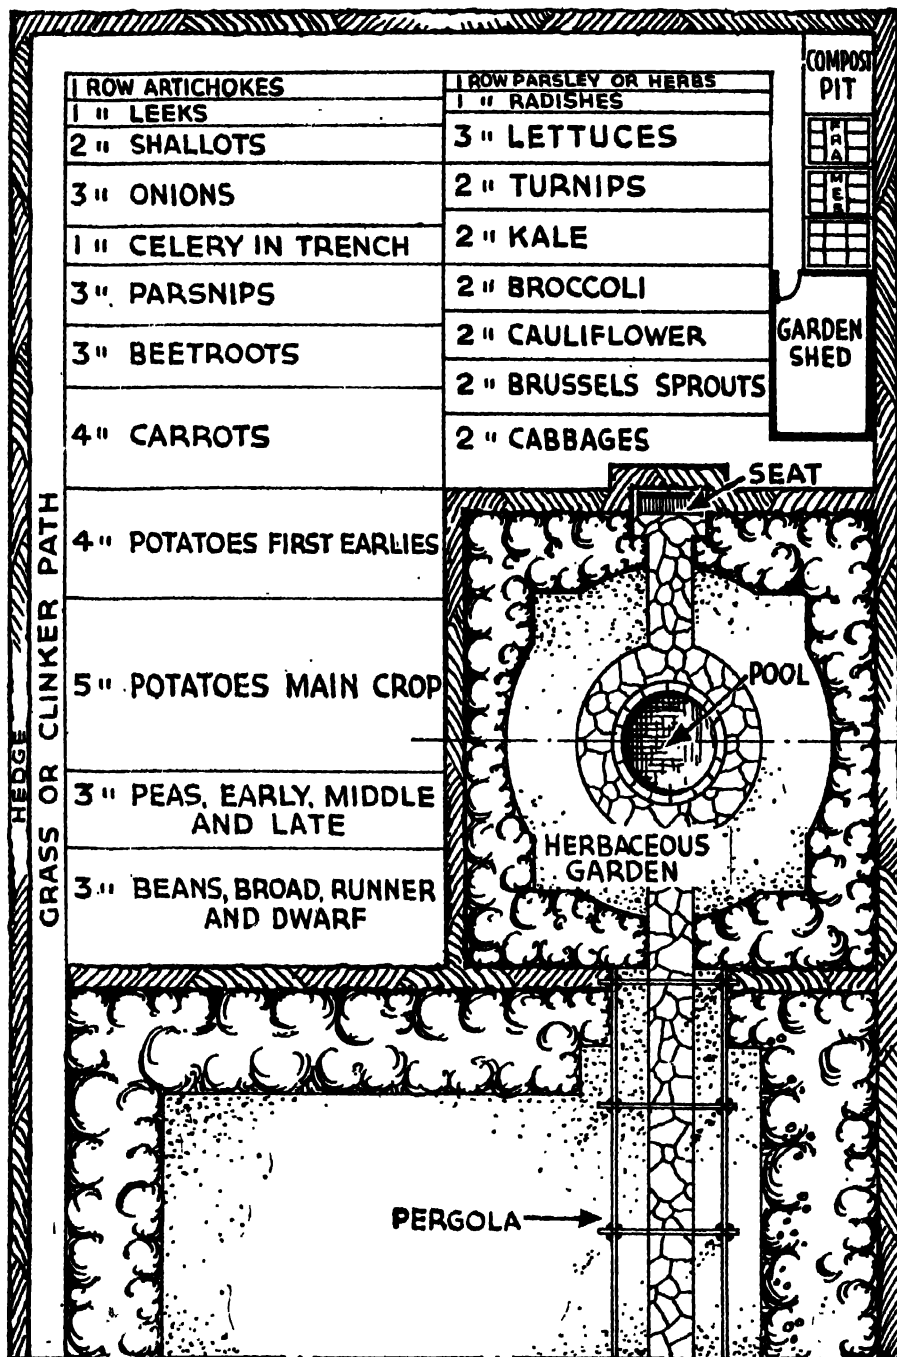 1 ROW ARTICHOKES
1 " LEEKS
2 " SHALLOTS
3 " ONIONS
1 " CELERY IN TRENCH
3 " PARSNIPS
3 " BEETROOTS
4 " CARROTS
4 " POTATOES FIRST EARLIES
5 " POTATOES MAIN CROP
3 " PEAS, EARLY, MIDDLE
AND LATE
3 " BEANS, BROAD, RUNNER
AND DWARF
1 ROW PARSLEY OR HERBS
1 " RADISHES
3 " LETTUCES
2 " TURNIPS
2 " KALE
2 " BROCCOLI
2 " CAULIFLOWER
2 " BRUSSELS SPROUTS
2 " CABBAGES
COMPOST
PIT
FRAMES
GARDEN
SHED
SEAT
POOL
HERBACEOUS
GARDEN
PERGOLA
HEDGE
GRASS OR CLINKER PATH